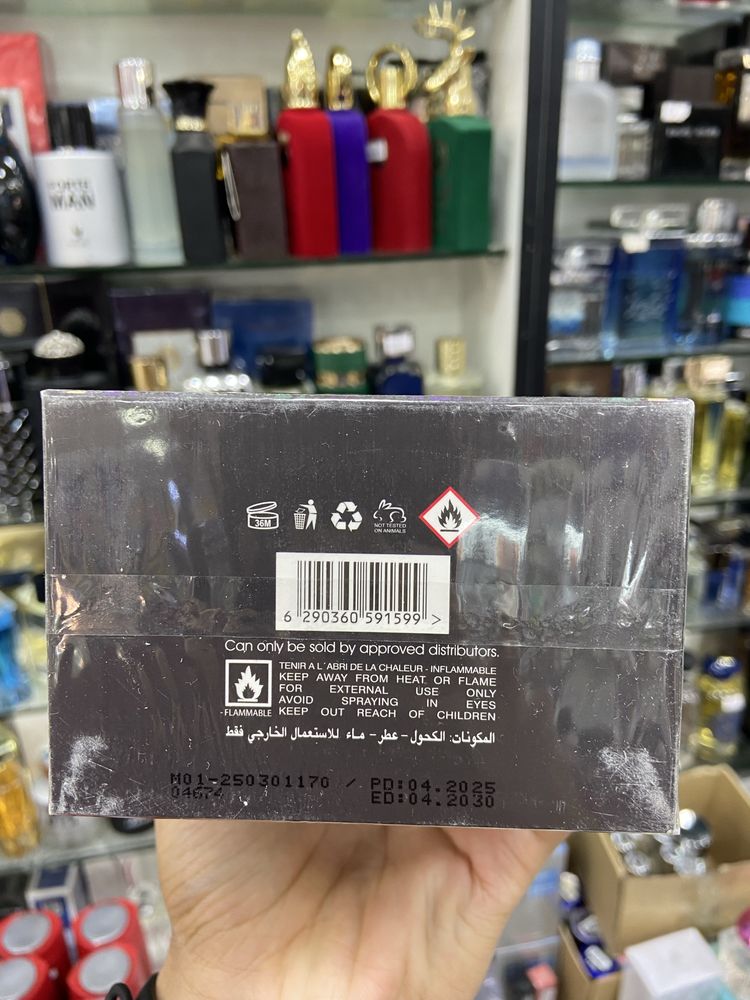 FORTE
MAN
36M
NOT TESTED
ON ANIMALS
6 290360 591599 >
Can only be sold by approved distributors.
TENIR A L'ABRI DE LA CHALEUR - INFLAMMABLE
KEEP AWAY FROM HEAT OR FLAME
FOR EXTERNAL USE ONLY
AVOID SPRAYING IN EYES
KEEP OUT REACH OF CHILDREN
- FLAMMABLE
المكونات: الكحول - عطر - ماء للاستعمال الخارجي فقط
M01-250301170 / PD:04.2025
04674 ED:04.2030